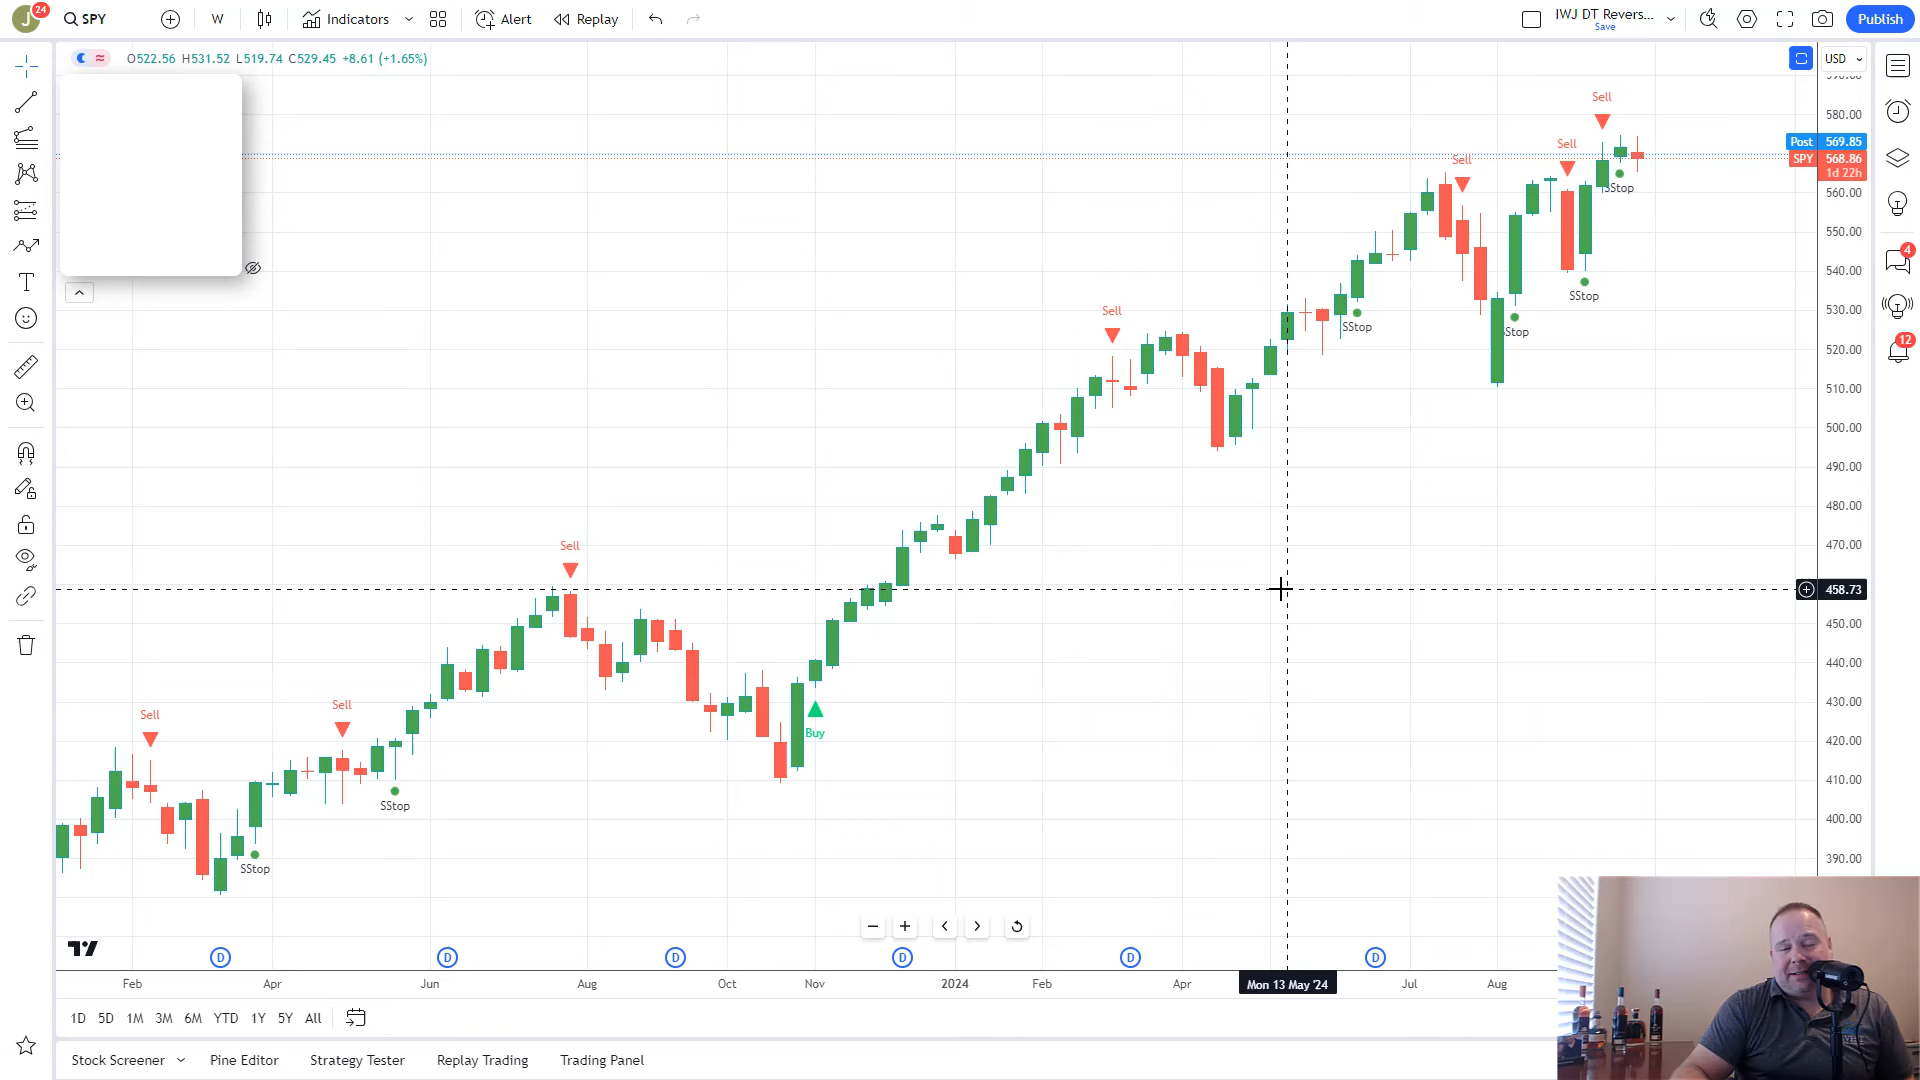 J 24 SPY W Indicators Alert Replay IWJ DT Revers... Save Publish
O522.56 H531.52 L519.74 C529.45 +8.61 (+1.65%) USD
Sell
580.00
Post 569.85
Sell
SPY 568.86
Sell
1d 22h
SStop
560.00
550.00
4
540.00
SStop
Sell
530.00
SStop
Stop
12
520.00
510.00
500.00
490.00
480.00
470.00
Sell
458.73
450.00
440.00
Sell
430.00
Sell
Buy
420.00
410.00
SStop
400.00
SStop
390.00
D D D D D D
Feb Apr Jun Aug Oct Nov 2024 Feb Apr Mon 13 May '24 Jul Aug
1D 5D 1M 3M 6M YTD 1Y 5Y All
Stock Screener Pine Editor Strategy Tester Replay Trading Trading Panel